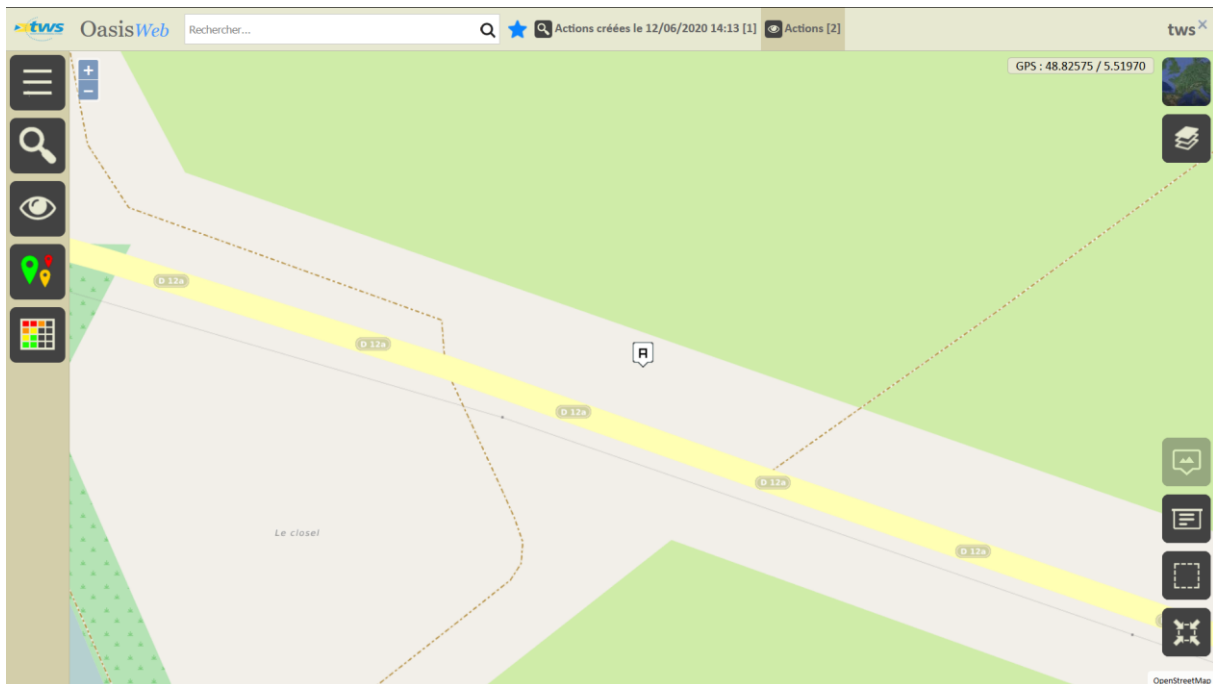 tws OasisWeb Rechercher... Actions créées le 12/06/2020 14:13 [1] Actions [2] tws ×
+
GPS : 48.82575 / 5.51970
−
D 12a
D 12a
A
D 12a
D 12a
Le closel
D 12a
OpenStreetMap